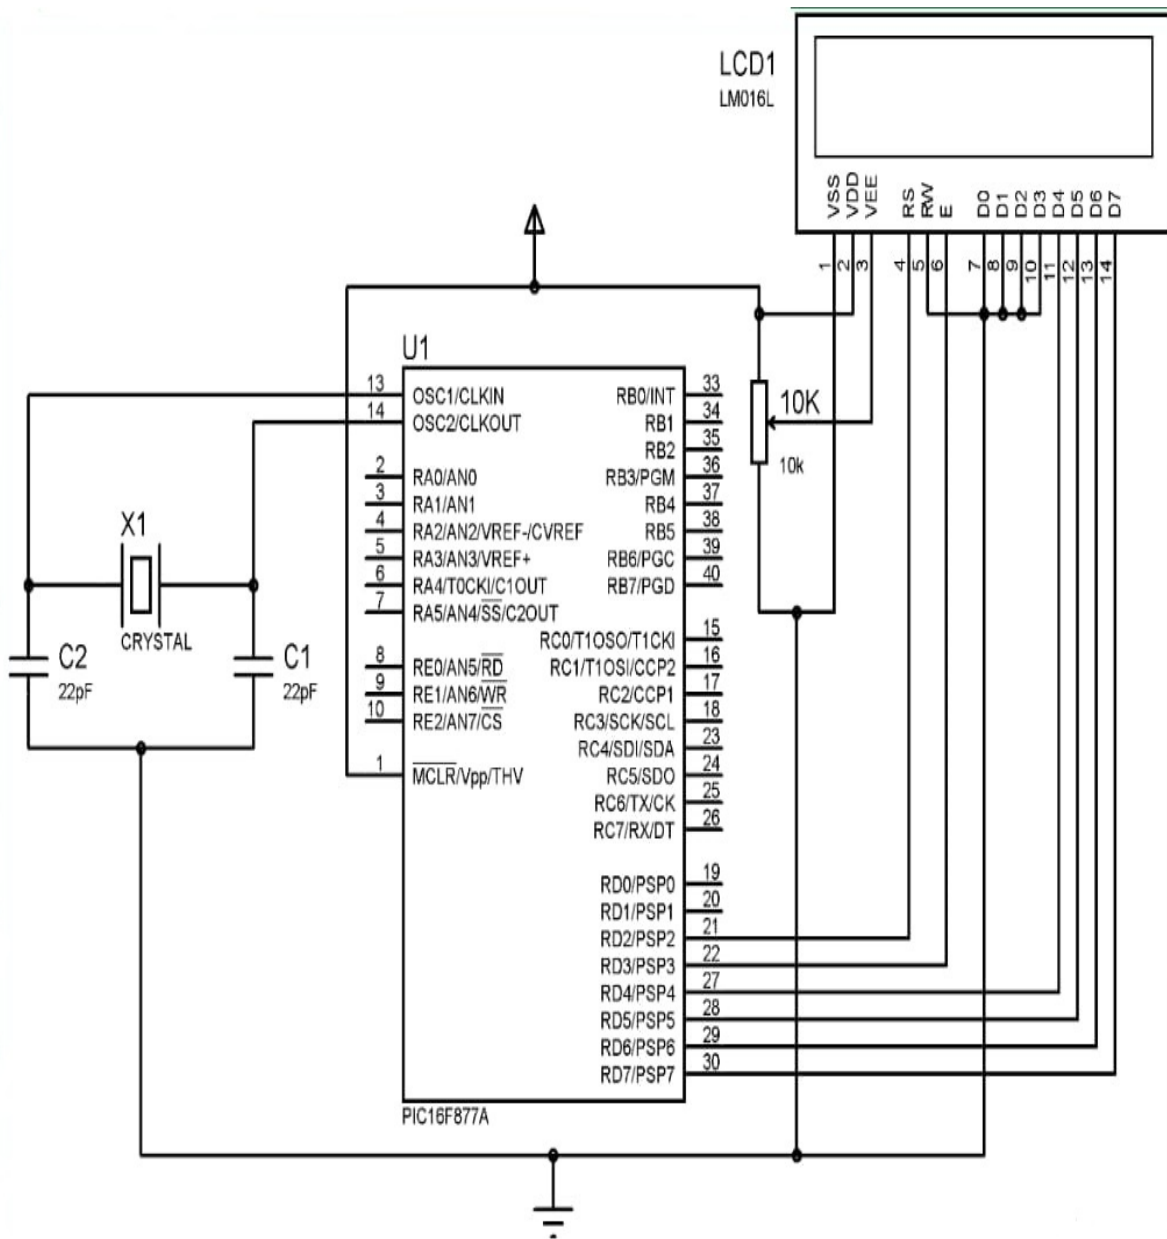 LCD1
LM016L
VSS
VDD
VEE
RS
RW
E
D0
D1
D2
D3
D4
D5
D6
D7
1
2
3
4
5
6
7
8
9
10
11
12
13
14
U1
13 OSC1/CLKIN
14 OSC2/CLKOUT
2 RA0/AN0
3 RA1/AN1
4 RA2/AN2/VREF-/CVREF
5 RA3/AN3/VREF+
6 RA4/T0CKI/C1OUT
7 RA5/AN4/SS/C2OUT
8 RE0/AN5/RD
9 RE1/AN6/WR
10 RE2/AN7/CS
1 MCLR/Vpp/THV
RB0/INT 33
RB1 34
RB2 35
RB3/PGM 36
RB4 37
RB5 38
RB6/PGC 39
RB7/PGD 40
RC0/T1OSO/T1CKI 15
RC1/T1OSI/CCP2 16
RC2/CCP1 17
RC3/SCK/SCL 18
RC4/SDI/SDA 23
RC5/SDO 24
RC6/TX/CK 25
RC7/RX/DT 26
RD0/PSP0 19
RD1/PSP1 20
RD2/PSP2 21
RD3/PSP3 22
RD4/PSP4 27
RD5/PSP5 28
RD6/PSP6 29
RD7/PSP7 30
PIC16F877A
10K
10k
X1
CRYSTAL
C2
22pF
C1
22pF